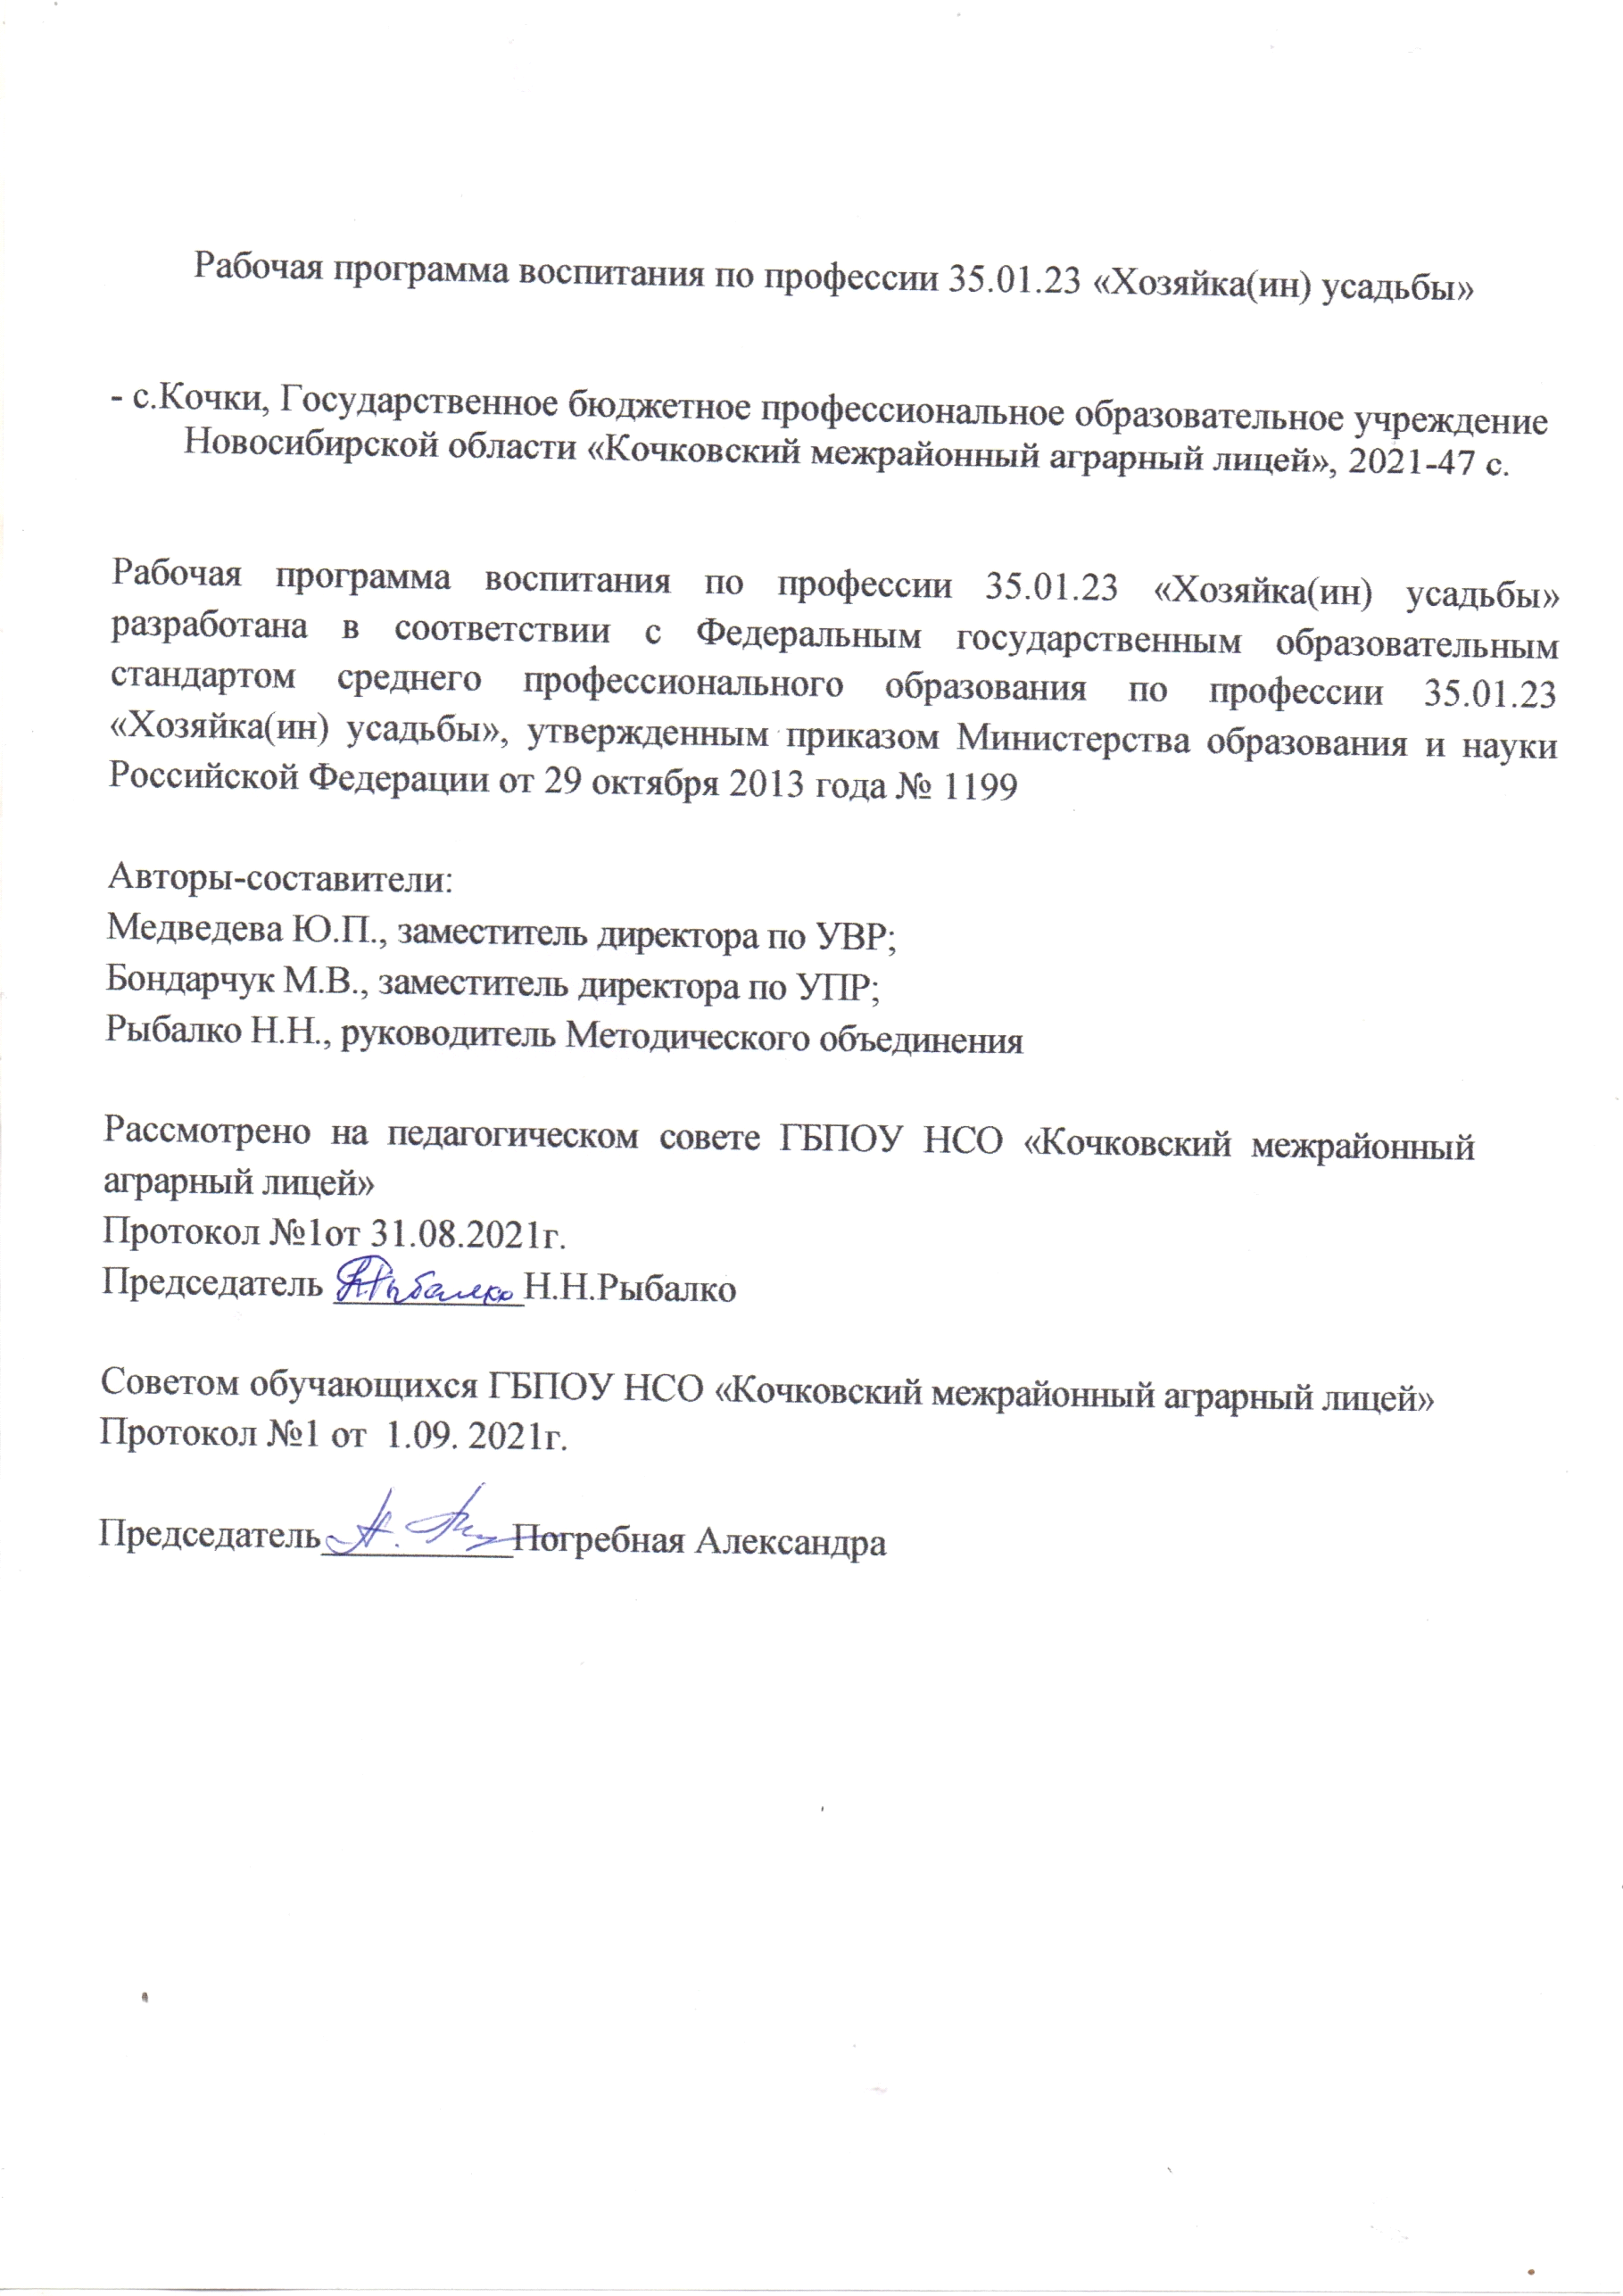 Рабочая программа воспитания по профессии 35.01.23 «Хозяйка(ин) усадьбы»
- с.Кочки, Государственное бюджетное профессиональное образовательное учреждение
Новосибирской области «Кочковский межрайонный аграрный лицей», 2021-47 с.
Рабочая программа воспитания по профессии 35.01.23 «Хозяйка(ин) усадьбы»
разработана в соответствии с Федеральным государственным образовательным
стандартом среднего профессионального образования по профессии 35.01.23
«Хозяйка(ин) усадьбы», утвержденным приказом Министерства образования и науки
Российской Федерации от 29 октября 2013 года № 1199
Авторы-составители:
Медведева Ю.П., заместитель директора по УВР;
Бондарчук М.В., заместитель директора по УПР;
Рыбалко Н.Н., руководитель Методического объединения
Рассмотрено на педагогическом совете ГБПОУ НСО «Кочковский межрайонный
аграрный лицей»
Протокол №1от 31.08.2021г.
Председатель Рыбалко Н.Н.Рыбалко
Советом обучающихся ГБПОУ НСО «Кочковский межрайонный аграрный лицей»
Протокол №1 от 1.09. 2021г.
Председатель Погребная Александра